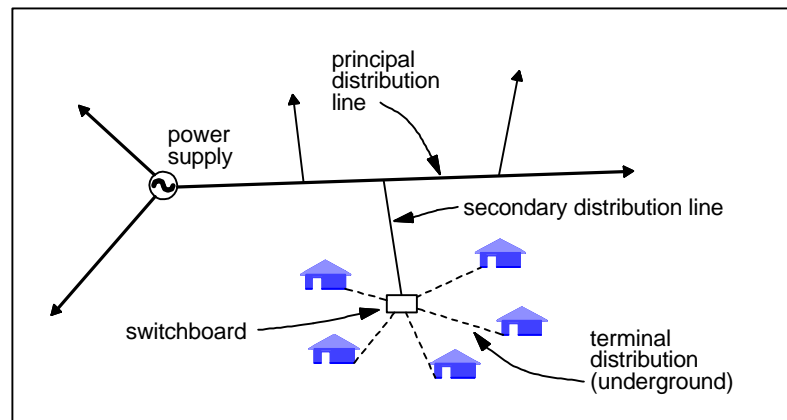 principal
distribution
line
power
supply
secondary distribution line
switchboard
terminal
distribution
(underground)